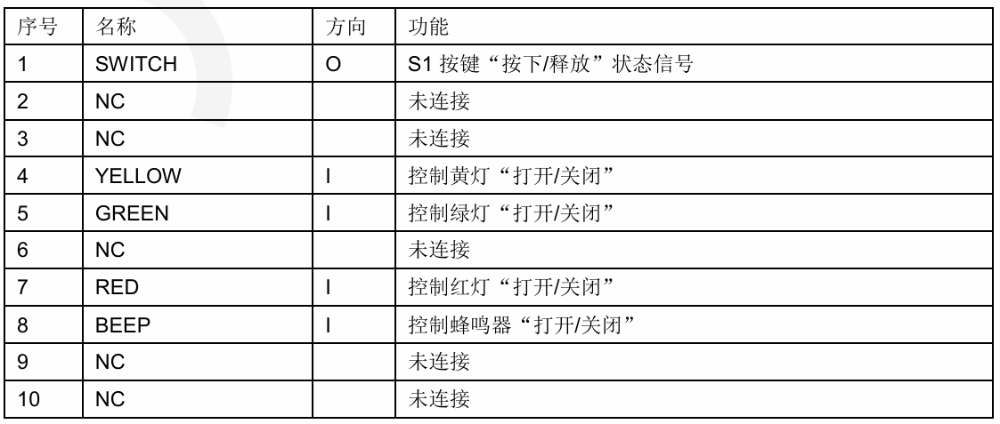 序号 名称 方向 功能
1 SWITCH O S1 按键“按下/释放”状态信号
2 NC 未连接
3 NC 未连接
4 YELLOW I 控制黄灯“打开/关闭”
5 GREEN I 控制绿灯“打开/关闭”
6 NC 未连接
7 RED I 控制红灯“打开/关闭”
8 BEEP I 控制蜂鸣器“打开/关闭”
9 NC 未连接
10 NC 未连接